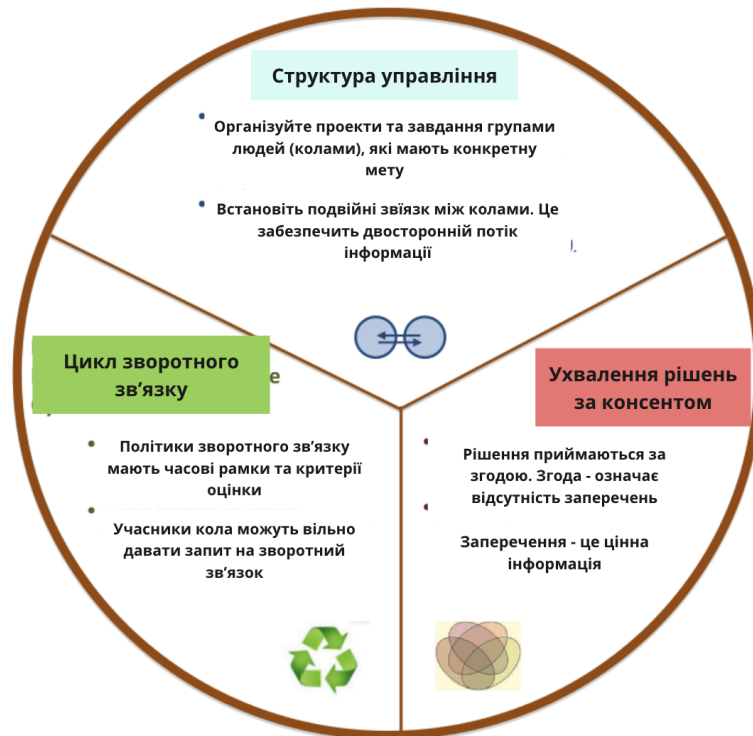 Структура управління
Організуйте проекти та завдання групами
людей (колами), які мають конкретну
мету
Встановіть подвійні звїязк між колами. Це
забезпечить двосторонній потік
інформації
Цикл зворотного
зв’язку
Політики зворотного зв’язку
мають часові рамки та критерії
оцінки
Учасники кола можуть вільно
давати запит на зворотний
зв’язок
Ухвалення рішень
за консентом
Рішення приймаються за
згодою. Згода - означає
відсутність заперечень
Заперечення - це цінна
інформація